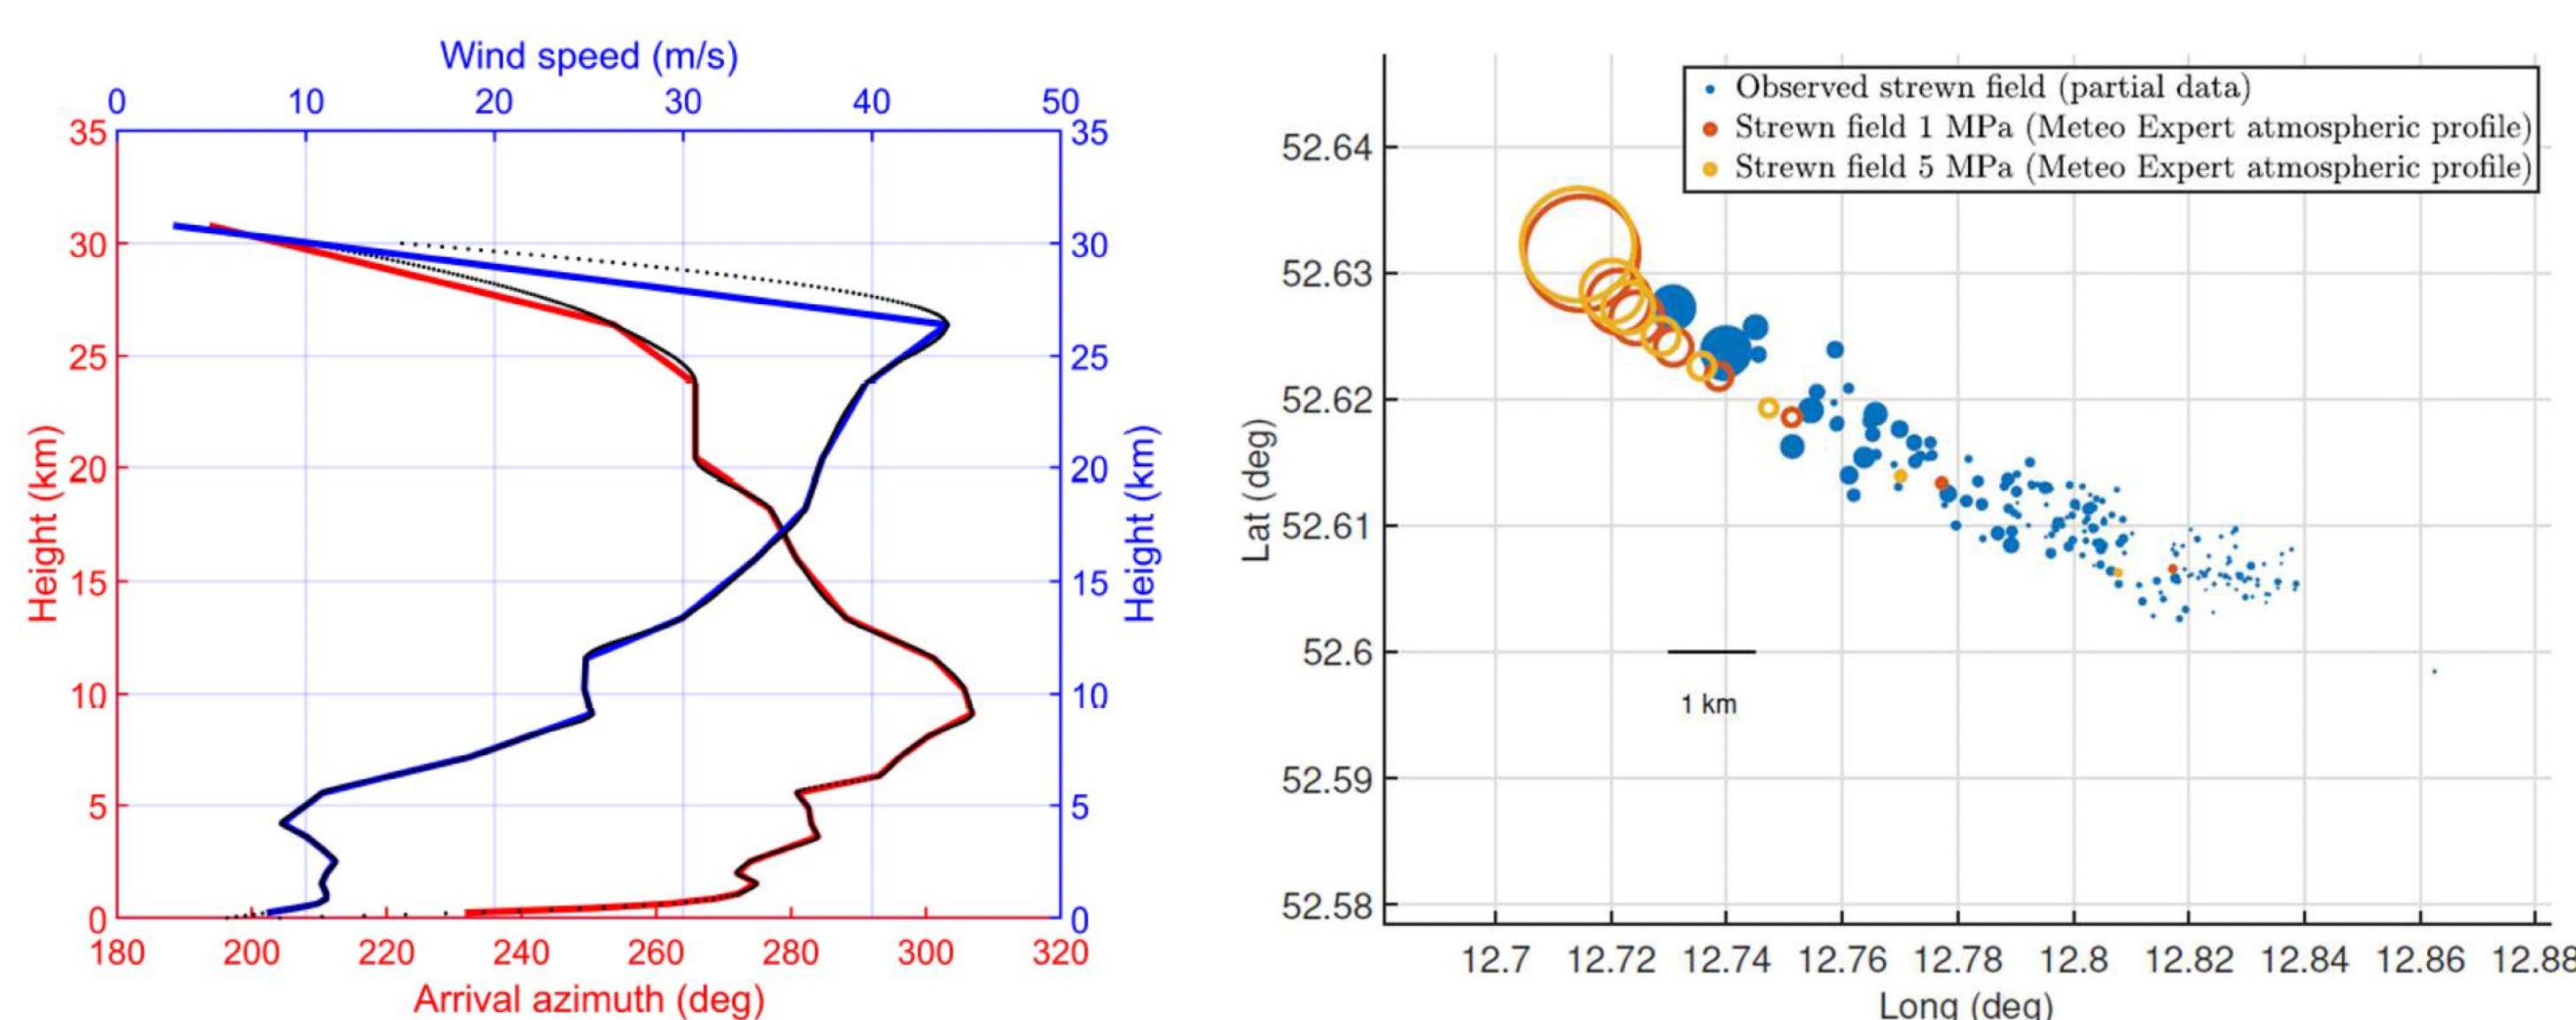 Wind speed (m/s)
0 10 20 30 40 50
35 35
30 30
25 25
20 20
15 15
10 10
5 5
0 0
Height (km)
Height (km)
180 200 220 240 260 280 300 320
Arrival azimuth (deg)
Observed strewn field (partial data)
Strewn field 1 MPa (Meteo Expert atmospheric profile)
Strewn field 5 MPa (Meteo Expert atmospheric profile)
52.64
52.63
52.62
52.61
52.6
52.59
52.58
Lat (deg)
1 km
12.7 12.72 12.74 12.76 12.78 12.8 12.82 12.84 12.86 12.88
Long (deg)